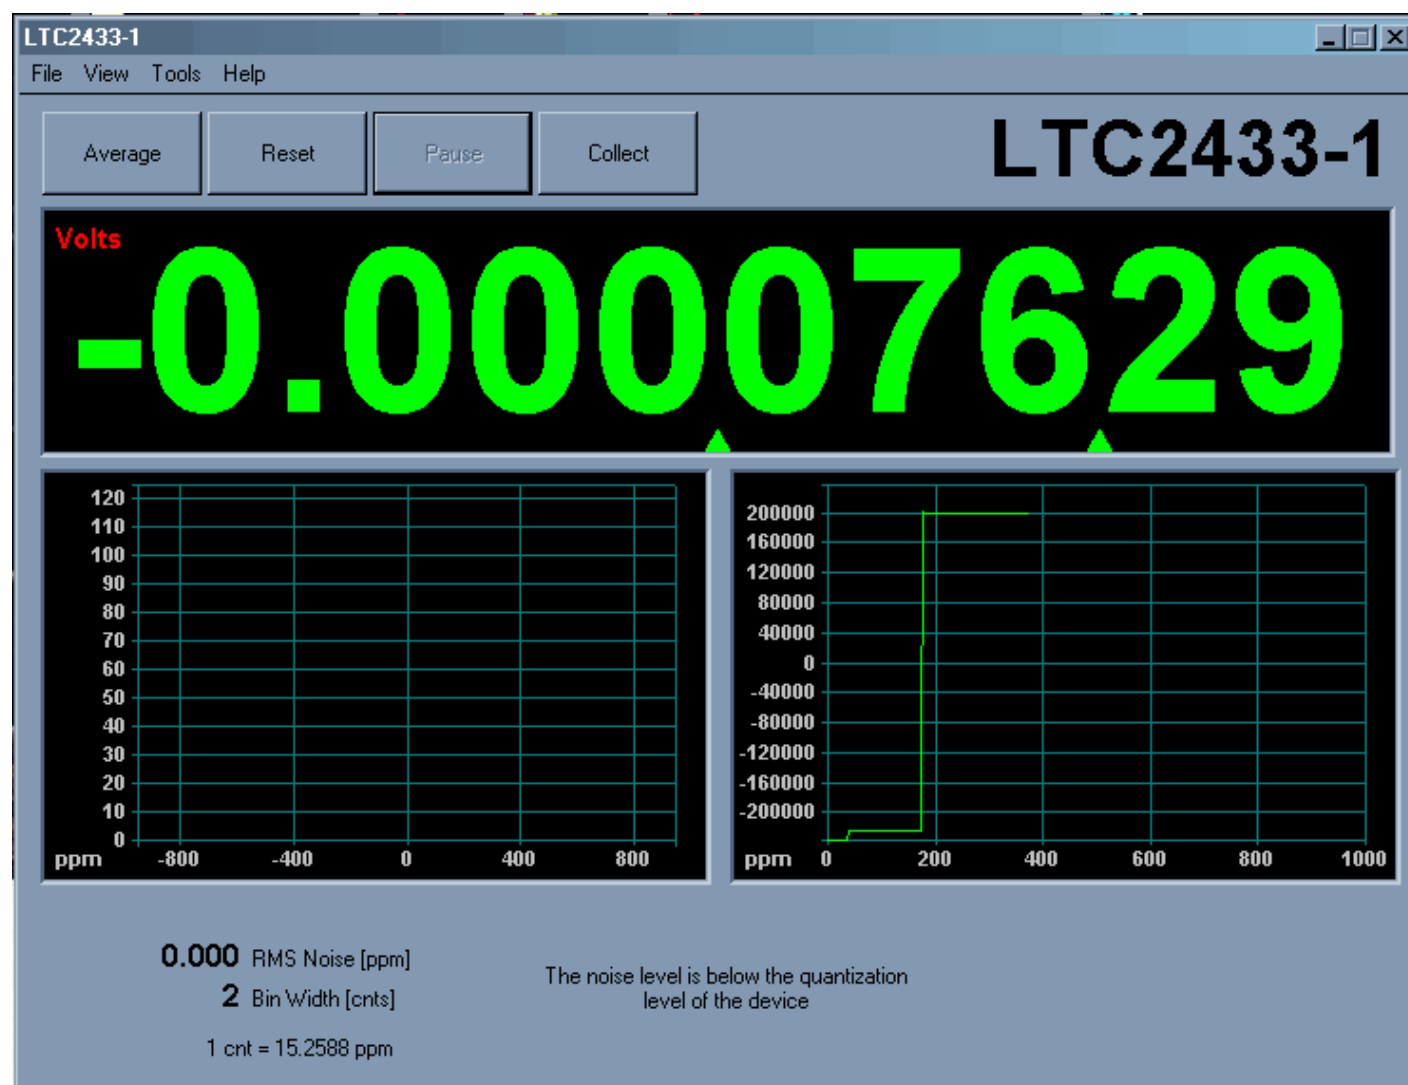 LTC2433-1
File View Tools Help
Average Reset Pause Collect
LTC2433-1
Volts
-0.00007629
120
110
100
90
80
70
60
50
40
30
20
10
0
ppm -800 -400 0 400 800
200000
160000
120000
80000
40000
0
-40000
-80000
-120000
-160000
-200000
ppm 0 200 400 600 800 1000
0.000 RMS Noise [ppm]
2 Bin Width [cnts]
1 cnt = 15.2588 ppm
The noise level is below the quantization
level of the device